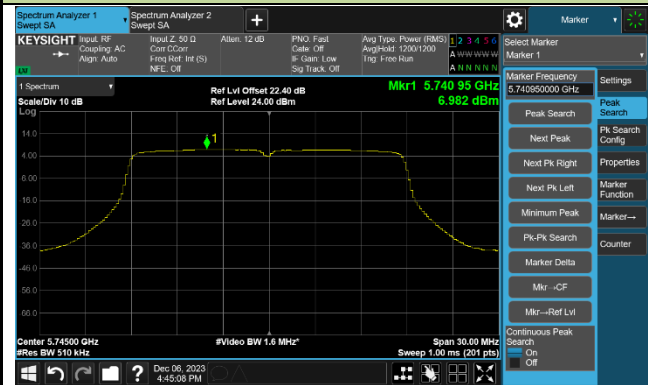 Spectrum Analyzer 1
Swept SA
Spectrum Analyzer 2
Swept SA
+
Marker
KEYSIGHT
Input: RF
Coupling: AC
Align: Auto
Input Z: 50 Ω
Corr CCorr
Freq Ref: Int (S)
NFE: Off
Atten: 12 dB
PNO: Fast
Gate: Off
IF Gain: Low
Sig Track: Off
Avg Type: Power (RMS)
Avg|Hold: 1200/1200
Trig: Free Run
1 2 3 4 5 6
A W W W W W
A N N N N N
LXI
Select Marker
Marker 1
Marker Frequency
5.740950000 GHz
Settings
Peak Search
Next Peak
Next Pk Right
Next Pk Left
Minimum Peak
Pk-Pk Search
Marker Delta
Mkr→CF
Mkr→Ref Lvl
Continuous Peak
Search
On
Off
Peak
Search
Pk Search
Config
Properties
Marker
Function
Marker→
Counter
1 Spectrum
Scale/Div 10 dB
Log
Ref Lvl Offset 22.40 dB
Ref Level 24.00 dBm
Mkr1 5.740 95 GHz
6.982 dBm
1
14.0
4.00
-6.00
-16.0
-26.0
-36.0
-46.0
-56.0
-66.0
Center 5.74500 GHz
#Res BW 510 kHz
#Video BW 1.6 MHz*
Span 30.00 MHz
Sweep 1.00 ms (201 pts)
?
Dec 06, 2023
4:45:08 PM